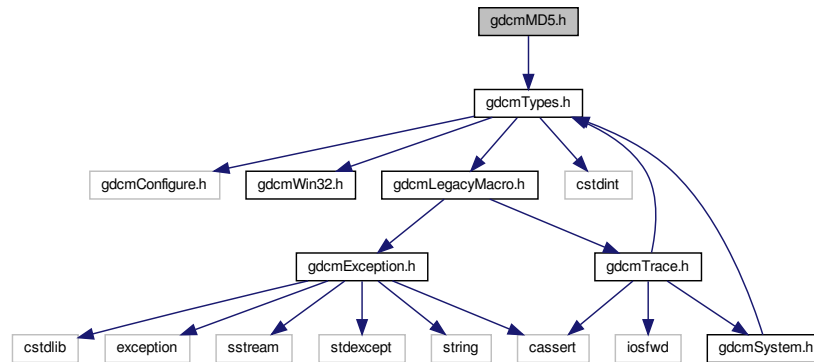 gdcmMD5.h
gdcmTypes.h
gdcmConfigure.h
gdcmWin32.h
gdcmLegacyMacro.h
cstdint
gdcmException.h
gdcmTrace.h
cstdlib
exception
sstream
stdexcept
string
cassert
iosfwd
gdcmSystem.h